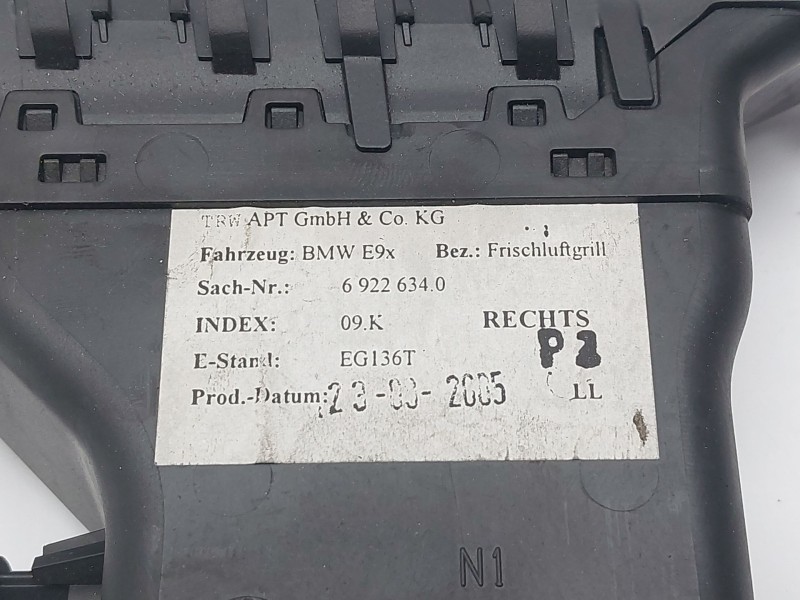 TRW APT GmbH & Co. KG
Fahrzeug: BMW E9x Bez.: Frischluftgrill
Sach-Nr.: 6 922 634.0
INDEX: 09.K RECHTS
E-Stand: EG136T P2
Prod.-Datum: 2005 LL
N1